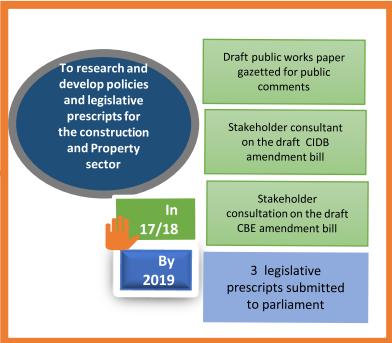 To research and
develop policies
and legislative
prescripts for
the construction
and Property
sector
Draft public works paper
gazetted for public
comments
Stakeholder consultant
on the draft CIDB
amendment bill
In
17/18
Stakeholder
consultation on the draft
CBE amendment bill
By
2019
3 legislative
prescripts submitted
to parliament